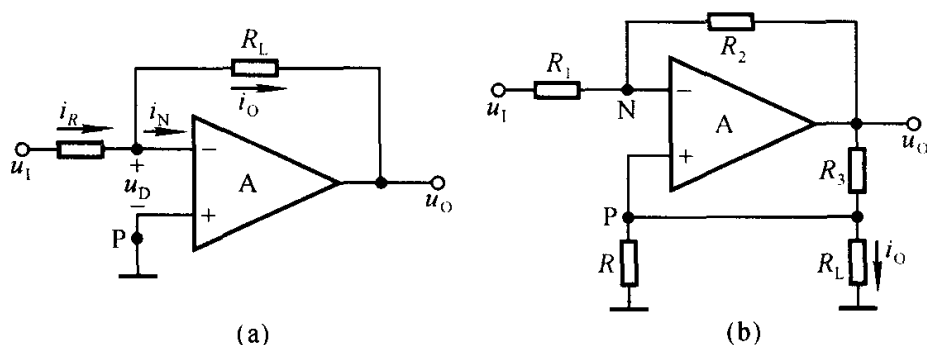 R_L
i_O
i_R
i_N
u_I
+
u_D
−
−
A
+
P
u_O
(a)
R_2
R_1
u_I
N
−
A
+
u_O
R_3
P
R
R_L
i_O
(b)